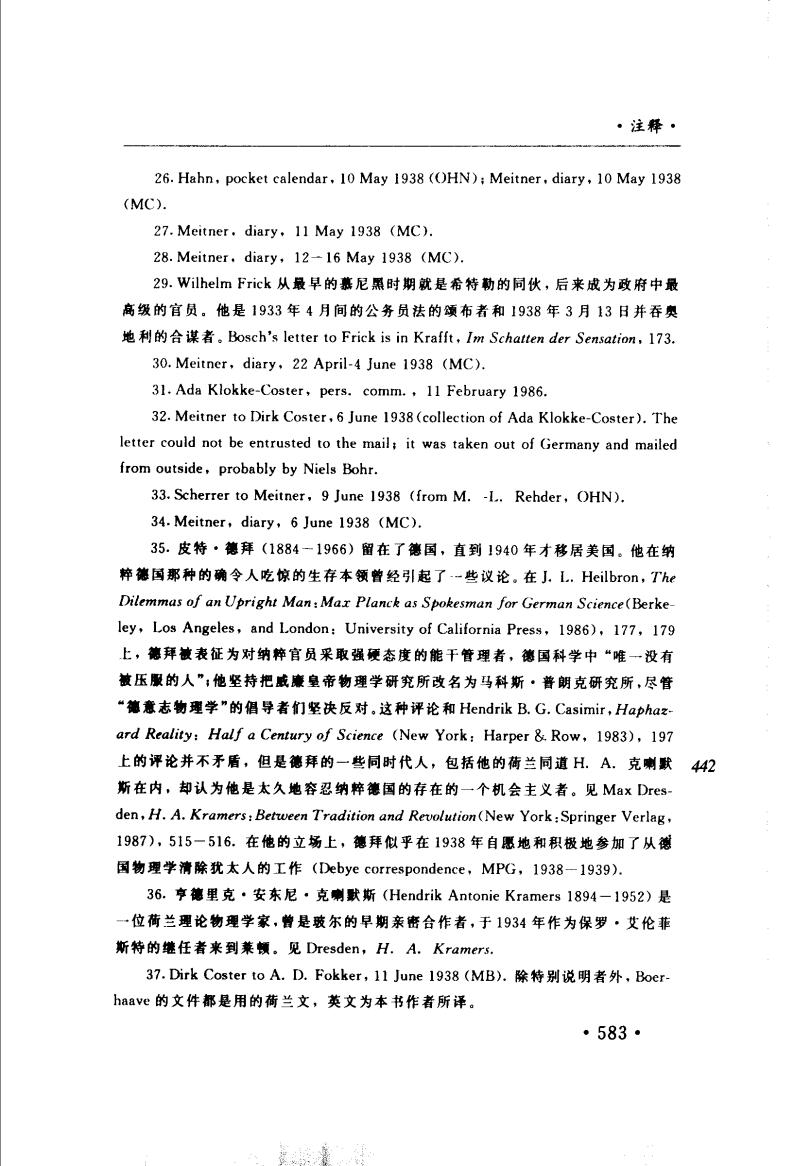 ·注释·
26. Hahn, pocket calendar, 10 May 1938 (OHN); Meitner, diary, 10 May 1938
(MC).
27. Meitner, diary, 11 May 1938 (MC).
28. Meitner, diary, 12－16 May 1938 (MC).
29. Wilhelm Frick 从最早的慕尼黑时期就是希特勒的同伙，后来成为政府中最
高级的官员。他是 1933 年 4 月间的公务员法的颂布者和 1938 年 3 月 13 日并吞奥
地利的合谋者。Bosch's letter to Frick is in Krafft, Im Schatten der Sensation, 173.
30. Meitner, diary, 22 April-4 June 1938 (MC).
31. Ada Klokke-Coster, pers. comm., 11 February 1986.
32. Meitner to Dirk Coster, 6 June 1938 (collection of Ada Klokke-Coster). The
letter could not be entrusted to the mail; it was taken out of Germany and mailed
from outside, probably by Niels Bohr.
33. Scherrer to Meitner, 9 June 1938 (from M. -L. Rehder, OHN).
34. Meitner, diary, 6 June 1938 (MC).
35. 皮特·德拜（1884－1966）留在了德国，直到 1940 年才移居美国。他在纳
粹德国那种的确令人吃惊的生存本领曾经引起了一些议论。在 J. L. Heilbron, The
Dilemmas of an Upright Man: Max Planck as Spokesman for German Science (Berke-
ley, Los Angeles, and London: University of California Press, 1986), 177, 179
上，德拜被表征为对纳粹官员采取强硬态度的能干管理者，德国科学中“唯一没有
被压服的人”；他坚持把威廉皇帝物理学研究所改名为马科斯·普朗克研究所，尽管
“德意志物理学”的倡导者们坚决反对。这种评论和 Hendrik B. G. Casimir, Haphaz-
ard Reality: Half a Century of Science (New York: Harper & Row, 1983), 197
上的评论并不矛盾，但是德拜的一些同时代人，包括他的荷兰同道 H. A. 克喇默 442
斯在内，却认为他是太久地容忍纳粹德国的存在的一个机会主义者。见 Max Dres-
den, H. A. Kramers: Between Tradition and Revolution (New York: Springer Verlag,
1987), 515－516. 在他的立场上，德拜似乎在 1938 年自愿地和积极地参加了从德
国物理学清除犹太人的工作 (Debye correspondence, MPG, 1938－1939).
36. 亨德里克·安东尼·克喇默斯 (Hendrik Antonie Kramers 1894－1952) 是
一位荷兰理论物理学家，曾是玻尔的早期亲密合作者，于 1934 年作为保罗·艾伦菲
斯特的继任者来到莱顿。见 Dresden, H. A. Kramers.
37. Dirk Coster to A. D. Fokker, 11 June 1938 (MB). 除特别说明者外，Boer-
haave 的文件都是用的荷兰文，英文为本书作者所译。
·583·